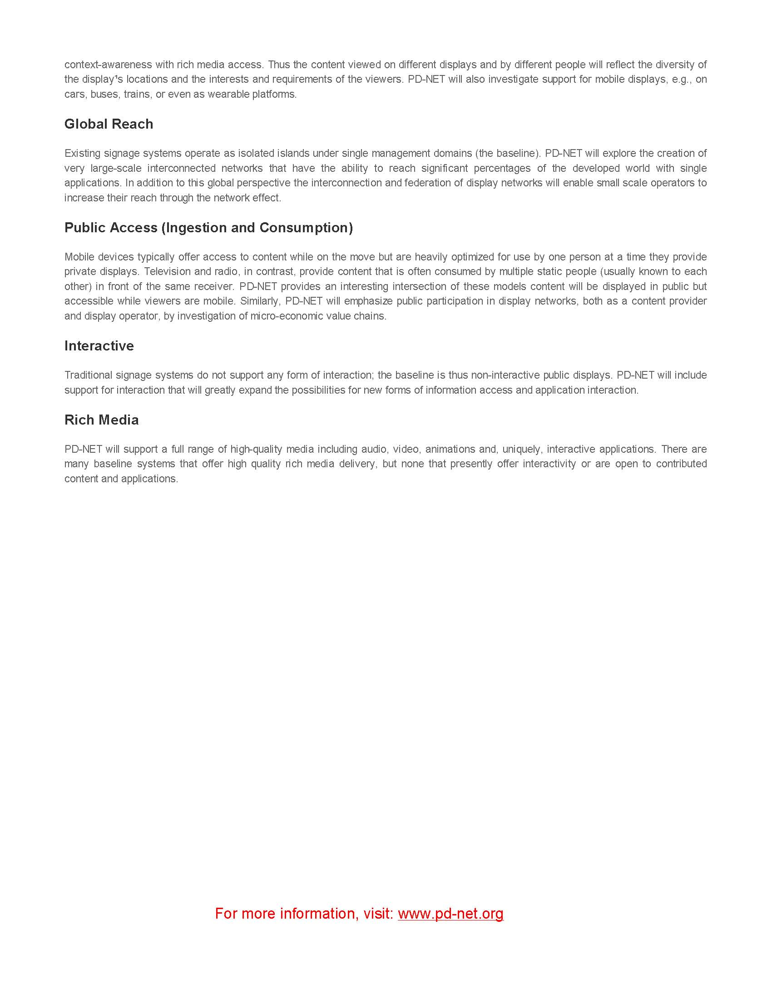 context-awareness with rich media access. Thus the content viewed on different displays and by different people will reflect the diversity of
the display¹s locations and the interests and requirements of the viewers. PD-NET will also investigate support for mobile displays, e.g., on
cars, buses, trains, or even as wearable platforms.
Global Reach
Existing signage systems operate as isolated islands under single management domains (the baseline). PD-NET will explore the creation of
very large-scale interconnected networks that have the ability to reach significant percentages of the developed world with single
applications. In addition to this global perspective the interconnection and federation of display networks will enable small scale operators to
increase their reach through the network effect.
Public Access (Ingestion and Consumption)
Mobile devices typically offer access to content while on the move but are heavily optimized for use by one person at a time they provide
private displays. Television and radio, in contrast, provide content that is often consumed by multiple static people (usually known to each
other) in front of the same receiver. PD-NET provides an interesting intersection of these models content will be displayed in public but
accessible while viewers are mobile. Similarly, PD-NET will emphasize public participation in display networks, both as a content provider
and display operator, by investigation of micro-economic value chains.
Interactive
Traditional signage systems do not support any form of interaction; the baseline is thus non-interactive public displays. PD-NET will include
support for interaction that will greatly expand the possibilities for new forms of information access and application interaction.
Rich Media
PD-NET will support a full range of high-quality media including audio, video, animations and, uniquely, interactive applications. There are
many baseline systems that offer high quality rich media delivery, but none that presently offer interactivity or are open to contributed
content and applications.
For more information, visit: www.pd-net.org